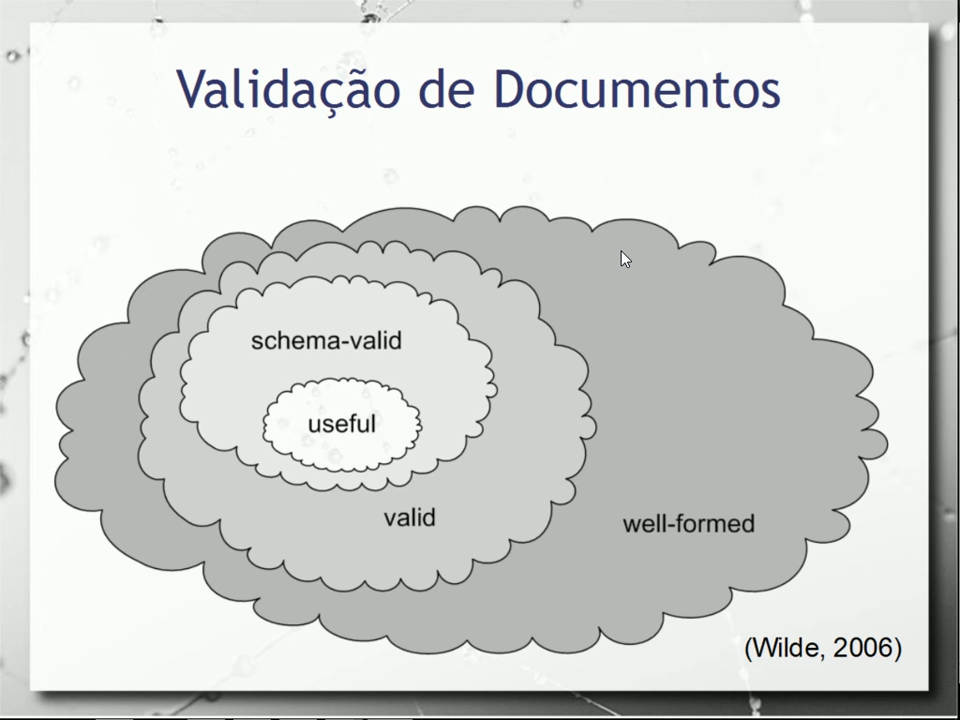 Validação de Documentos
schema-valid
useful
valid
well-formed
(Wilde, 2006)